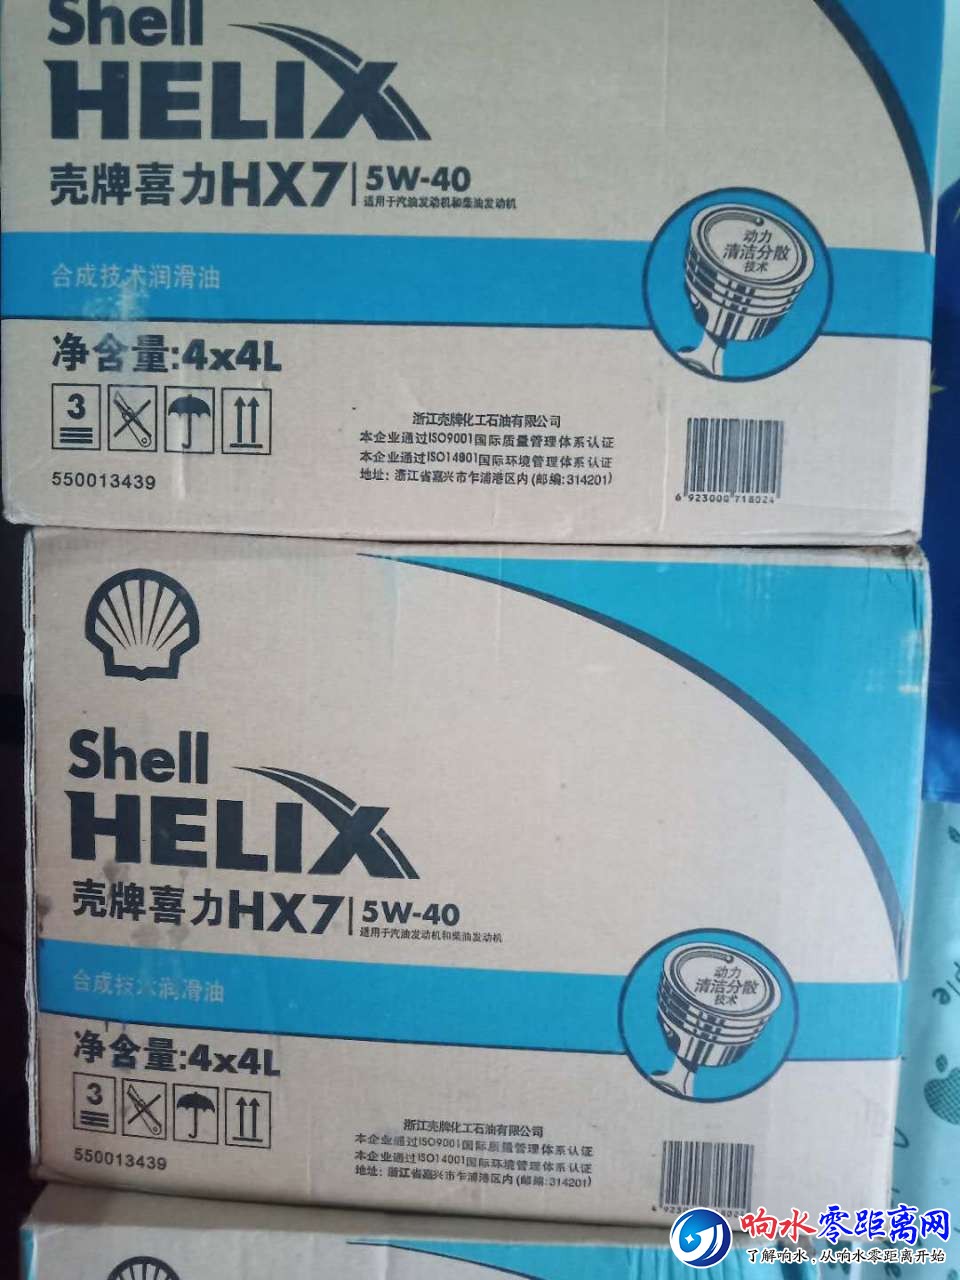 Shell
HELIX
壳牌喜力HX7 5W-40
适用于汽油发动机和柴油发动机
动力
清洁分散
技术
合成技术润滑油
净含量:4x4L
3
浙江壳牌化工石油有限公司
本企业通过ISO9001国际质量管理体系认证
本企业通过ISO14001国际环境管理体系认证
地址: 浙江省嘉兴市乍浦港区内 (邮编:314201)
550013439
6 923000 718024
Shell
HELIX
壳牌喜力HX7 5W-40
适用于汽油发动机和柴油发动机
动力
清洁分散
技术
合成技术润滑油
净含量:4x4L
3
浙江壳牌化工石油有限公司
本企业通过ISO9001国际质量管理体系认证
本企业通过ISO14001国际环境管理体系认证
地址: 浙江省嘉兴市乍浦港区内 (邮编:314201)
550013439
Shell
响水零距离网
了解响水,从响水零距离开始